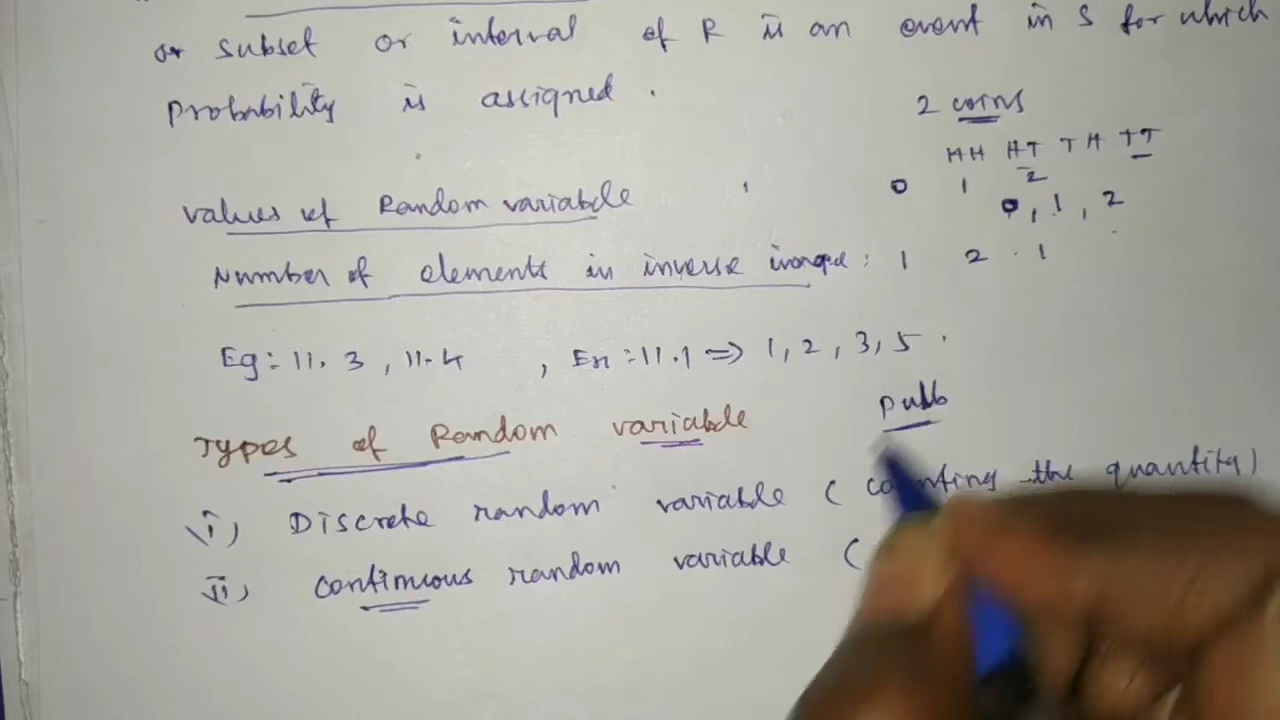 or subset or interval of R is an event in S for which
Probability is assigned .
2 coins
HH HT TH TT
values of Random variable
0 1 2
0, 1, 2
Number of elements in inverse image : 1 2 1
Eg:- 11.3 , 11.4 , Ex:-11.1 => 1, 2, 3, 5 .
Types of Random variable
(i) Discrete random variable ( counting the quantity)
(ii) continuous random variable (